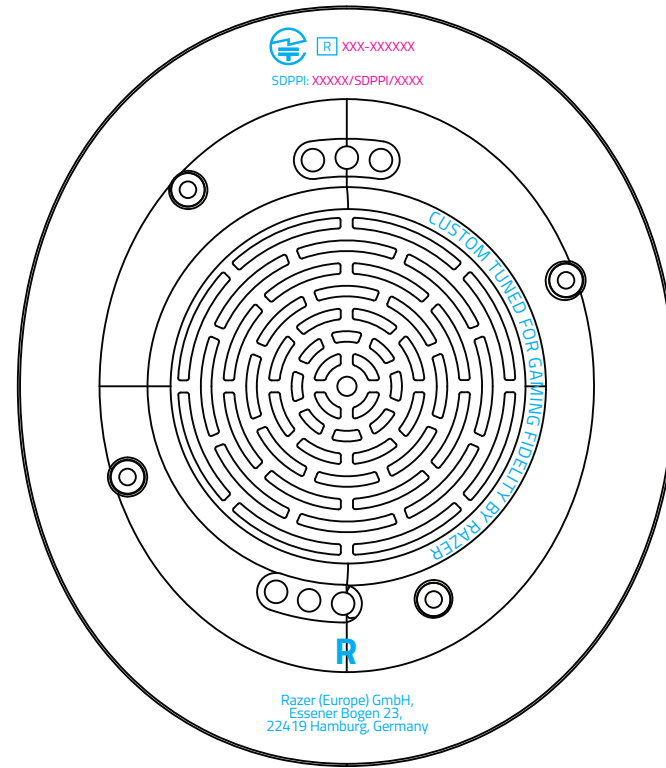 R XXX-XXXXXX
SDPPI: XXXXX/SDPPI/XXXX
CUSTOM TUNED FOR GAMING FIDELITY BY RAZER
R
Razer (Europe) GmbH,
Essener Bogen 23,
22419 Hamburg, Germany